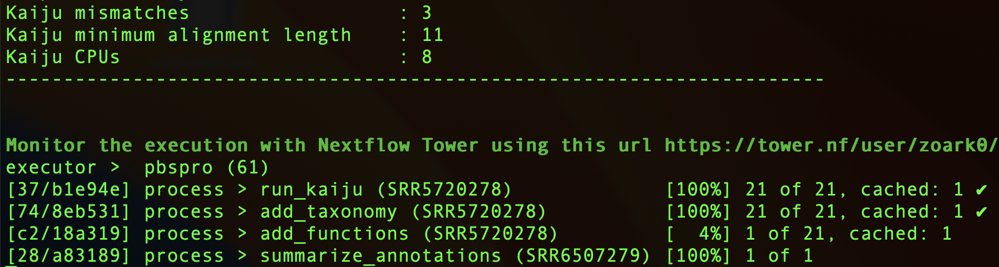 Kaiju mismatches : 3
Kaiju minimum alignment length : 11
Kaiju CPUs : 8
-----------------------------------------------------------------------
Monitor the execution with Nextflow Tower using this url https://tower.nf/user/zoark0/
executor > pbspro (61)
[37/b1e94e] process > run_kaiju (SRR5720278) [100%] 21 of 21, cached: 1 ✔
[74/8eb531] process > add_taxonomy (SRR5720278) [100%] 21 of 21, cached: 1 ✔
[c2/18a319] process > add_functions (SRR5720278) [  4%] 1 of 21, cached: 1
[28/a83189] process > summarize_annotations (SRR6507279) [100%] 1 of 1